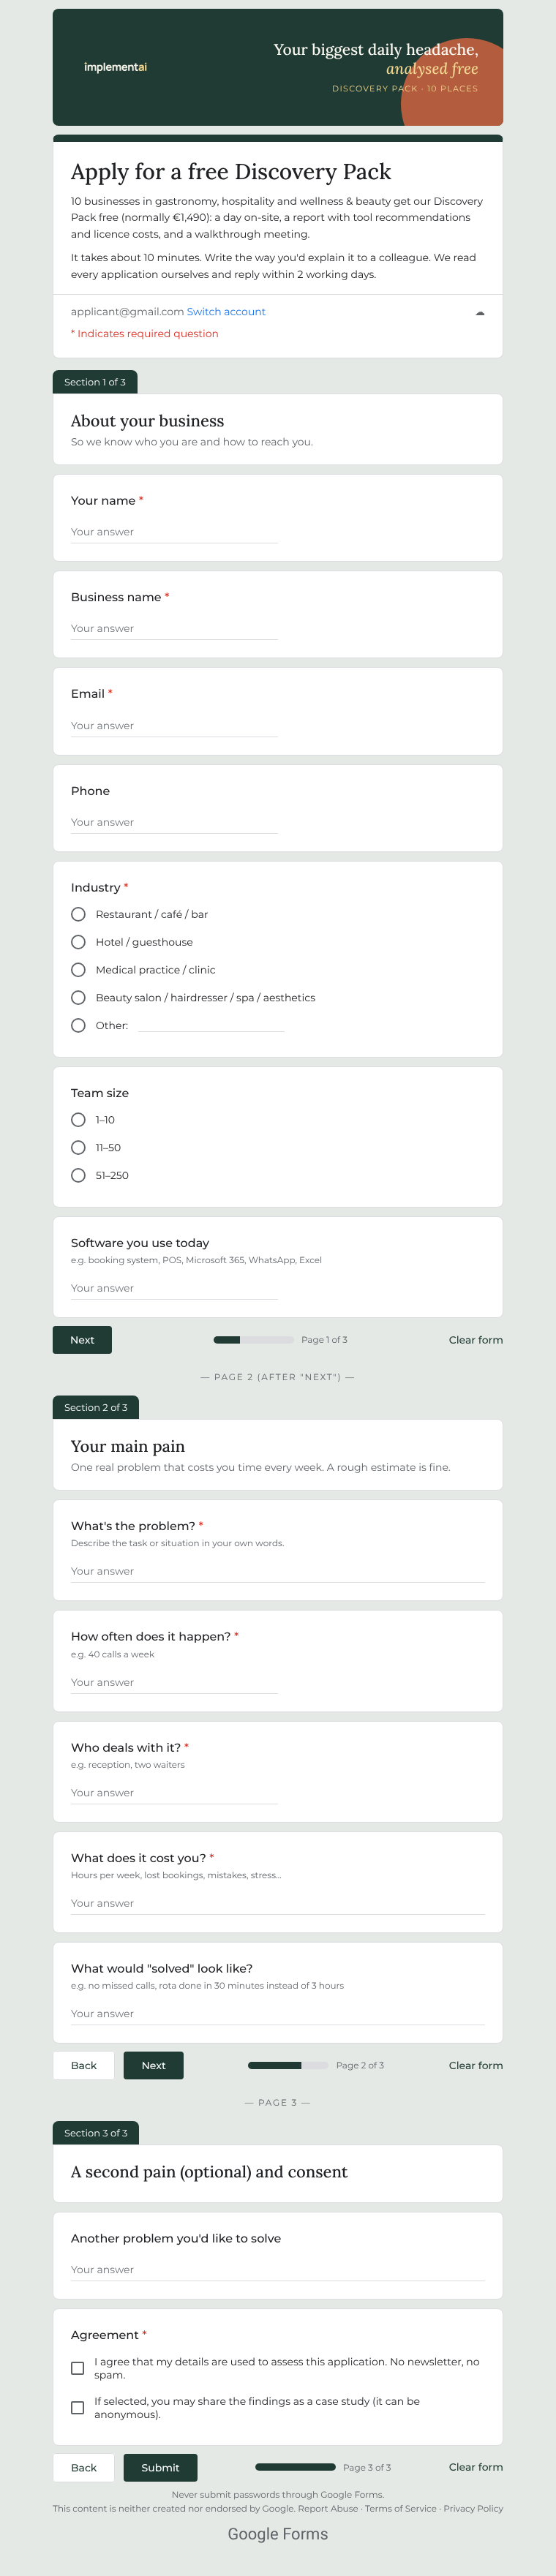 implementai
Your biggest daily headache,
analysed free
DISCOVERY PACK · 10 PLACES
Apply for a free Discovery Pack
10 businesses in gastronomy, hospitality and wellness & beauty get our Discovery
Pack free (normally €1,490): a day on-site, a report with tool recommendations
and licence costs, and a walkthrough meeting.
It takes about 10 minutes. Write the way you'd explain it to a colleague. We read
every application ourselves and reply within 2 working days.
applicant@gmail.com Switch account
* Indicates required question
Section 1 of 3
About your business
So we know who you are and how to reach you.
Your name *
Your answer
Business name *
Your answer
Email *
Your answer
Phone
Your answer
Industry *
Restaurant / café / bar
Hotel / guesthouse
Medical practice / clinic
Beauty salon / hairdresser / spa / aesthetics
Other:
Team size
1–10
11–50
51–250
Software you use today
e.g. booking system, POS, Microsoft 365, WhatsApp, Excel
Your answer
Next Page 1 of 3 Clear form
— PAGE 2 (AFTER "NEXT") —
Section 2 of 3
Your main pain
One real problem that costs you time every week. A rough estimate is fine.
What's the problem? *
Describe the task or situation in your own words.
Your answer
How often does it happen? *
e.g. 40 calls a week
Your answer
Who deals with it? *
e.g. reception, two waiters
Your answer
What does it cost you? *
Hours per week, lost bookings, mistakes, stress…
Your answer
What would "solved" look like?
e.g. no missed calls, rota done in 30 minutes instead of 3 hours
Your answer
Back Next Page 2 of 3 Clear form
— PAGE 3 —
Section 3 of 3
A second pain (optional) and consent
Another problem you'd like to solve
Your answer
Agreement *
I agree that my details are used to assess this application. No newsletter, no
spam.
If selected, you may share the findings as a case study (it can be
anonymous).
Back Submit Page 3 of 3 Clear form
Never submit passwords through Google Forms.
This content is neither created nor endorsed by Google. Report Abuse · Terms of Service · Privacy Policy
Google Forms